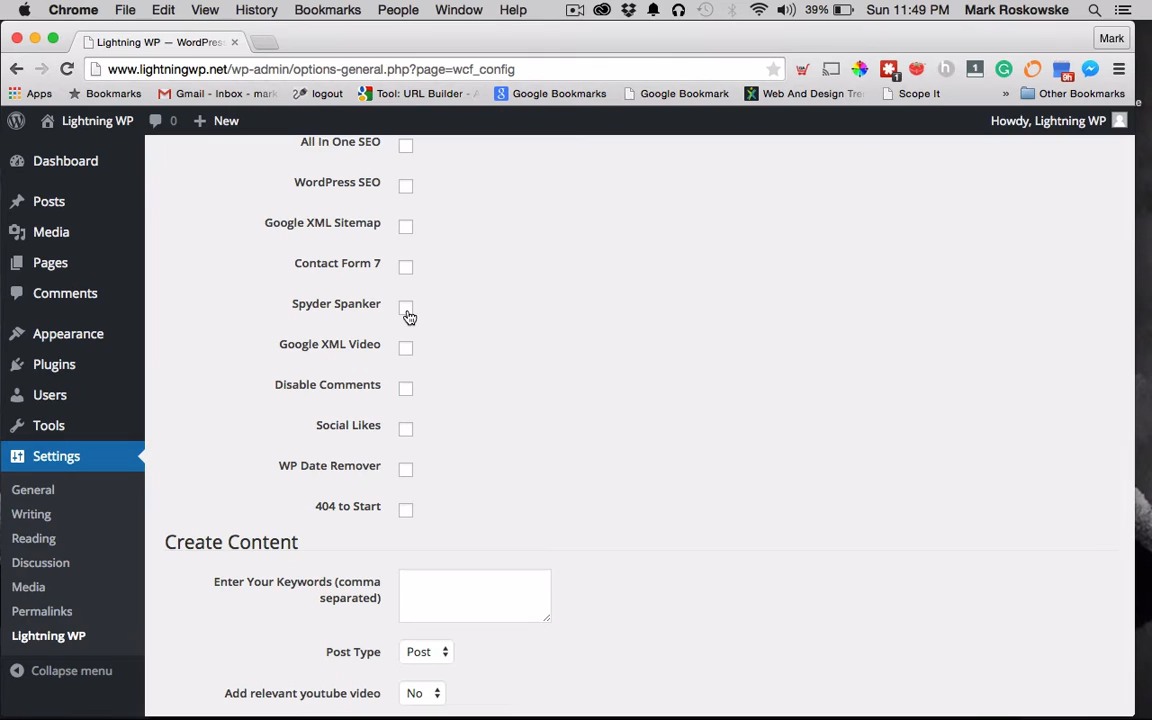 Chrome File Edit View History Bookmarks People Window Help 39% Sun 11:49 PM Mark Roskowske
Lightning WP — WordPres × Mark
www.lightningwp.net/wp-admin/options-general.php?page=wcf_config
Apps Bookmarks Gmail - Inbox - mark logout Tool: URL Builder - Google Bookmarks Google Bookmark Web And Design Tre Scope It » Other Bookmarks
Lightning WP 0 + New Howdy, Lightning WP
Dashboard
Posts
Media
Pages
Comments
Appearance
Plugins
Users
Tools
Settings
General
Writing
Reading
Discussion
Media
Permalinks
Lightning WP
Collapse menu
All In One SEO
WordPress SEO
Google XML Sitemap
Contact Form 7
Spyder Spanker
Google XML Video
Disable Comments
Social Likes
WP Date Remover
404 to Start
Create Content
Enter Your Keywords (comma
separated)
Post Type Post
Add relevant youtube video No